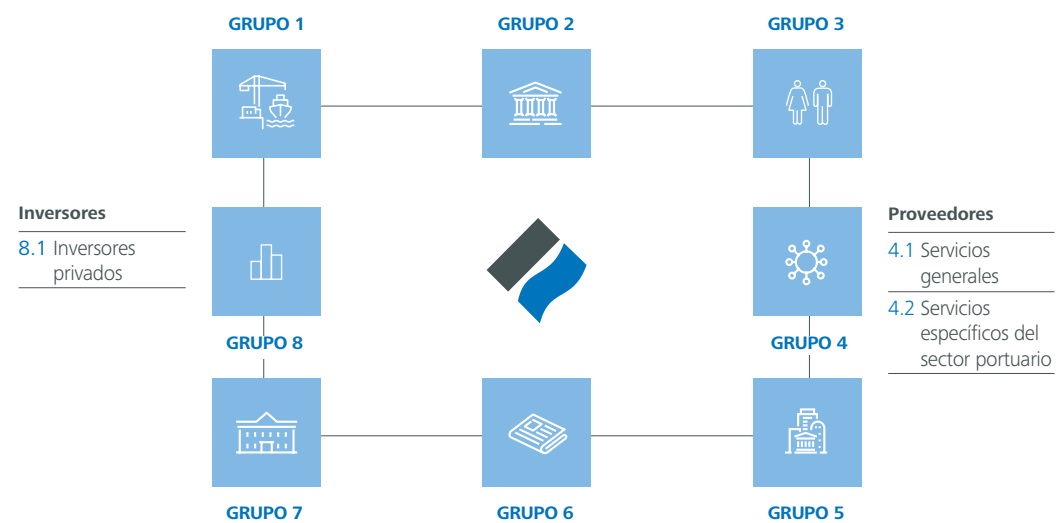 GRUPO 1
GRUPO 2
GRUPO 3
Inversores
8.1 Inversores
privados
Proveedores
4.1 Servicios
generales
4.2 Servicios
específicos del
sector portuario
GRUPO 8
GRUPO 4
GRUPO 7
GRUPO 6
GRUPO 5